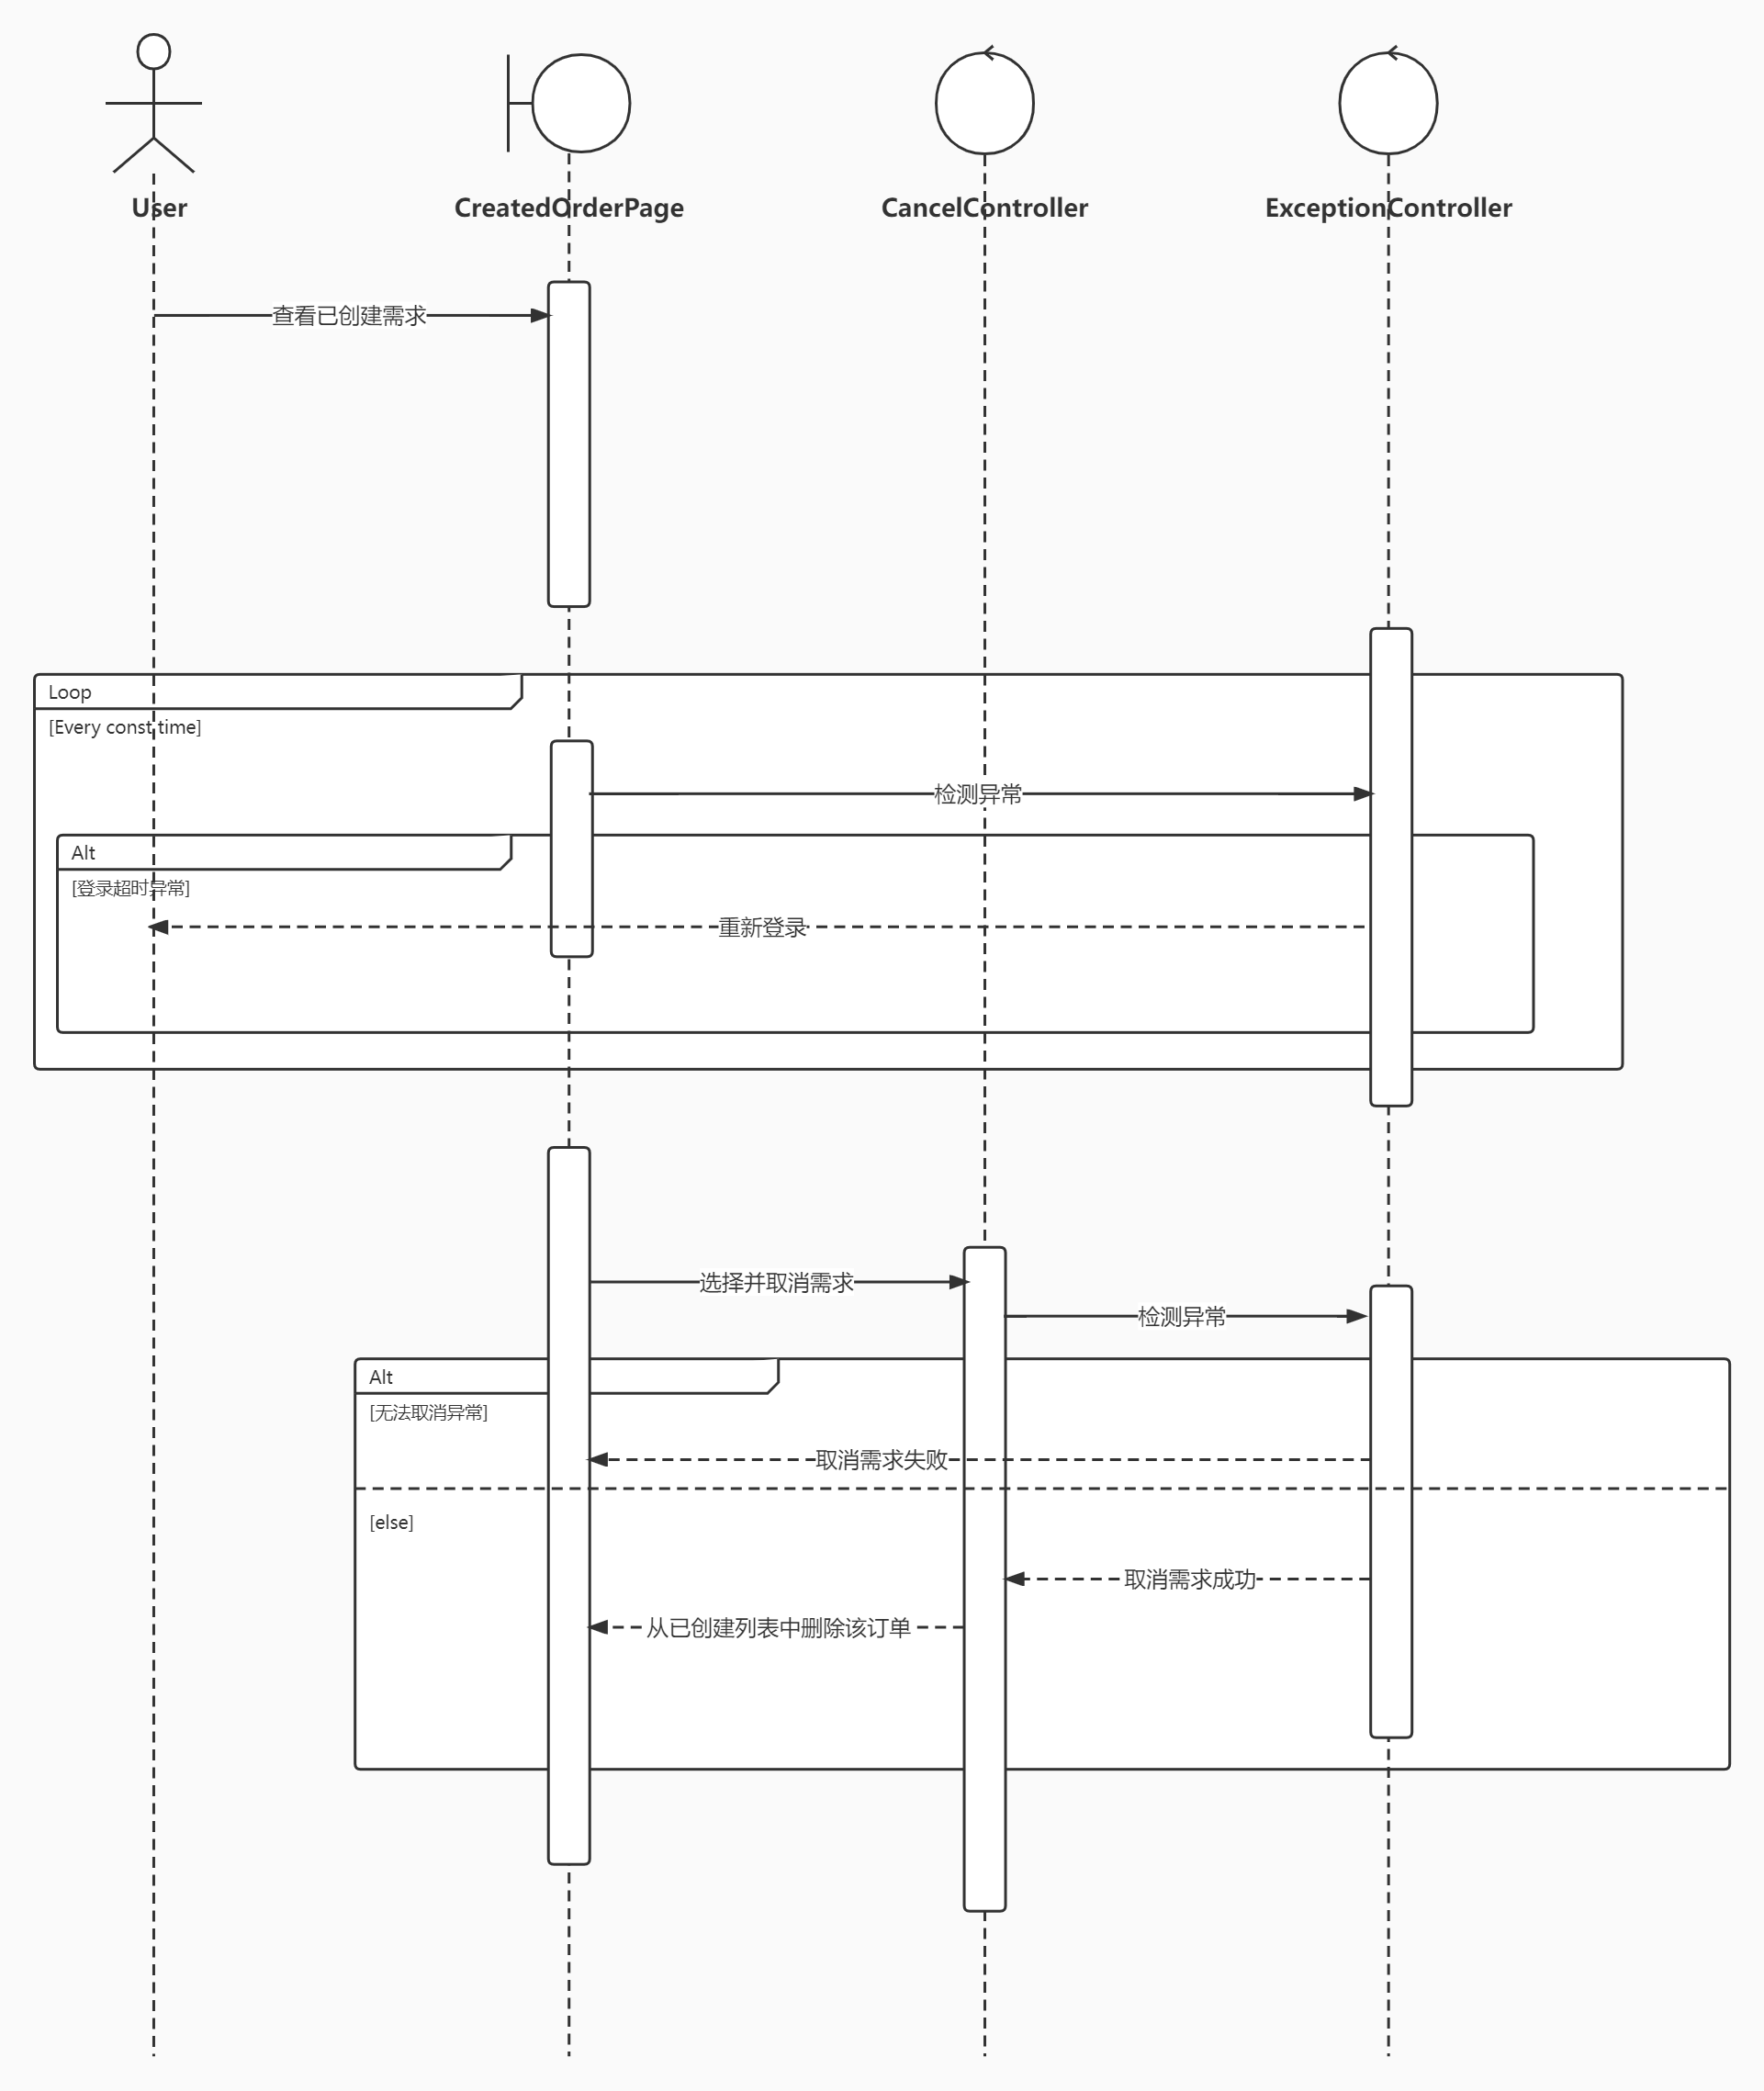 User
CreatedOrderPage
CancelController
ExceptionController
查看已创建需求
Loop
[Every const time]
检测异常
Alt
[登录超时异常]
重新登录
选择并取消需求
检测异常
Alt
[无法取消异常]
取消需求失败
[else]
取消需求成功
从已创建列表中删除该订单